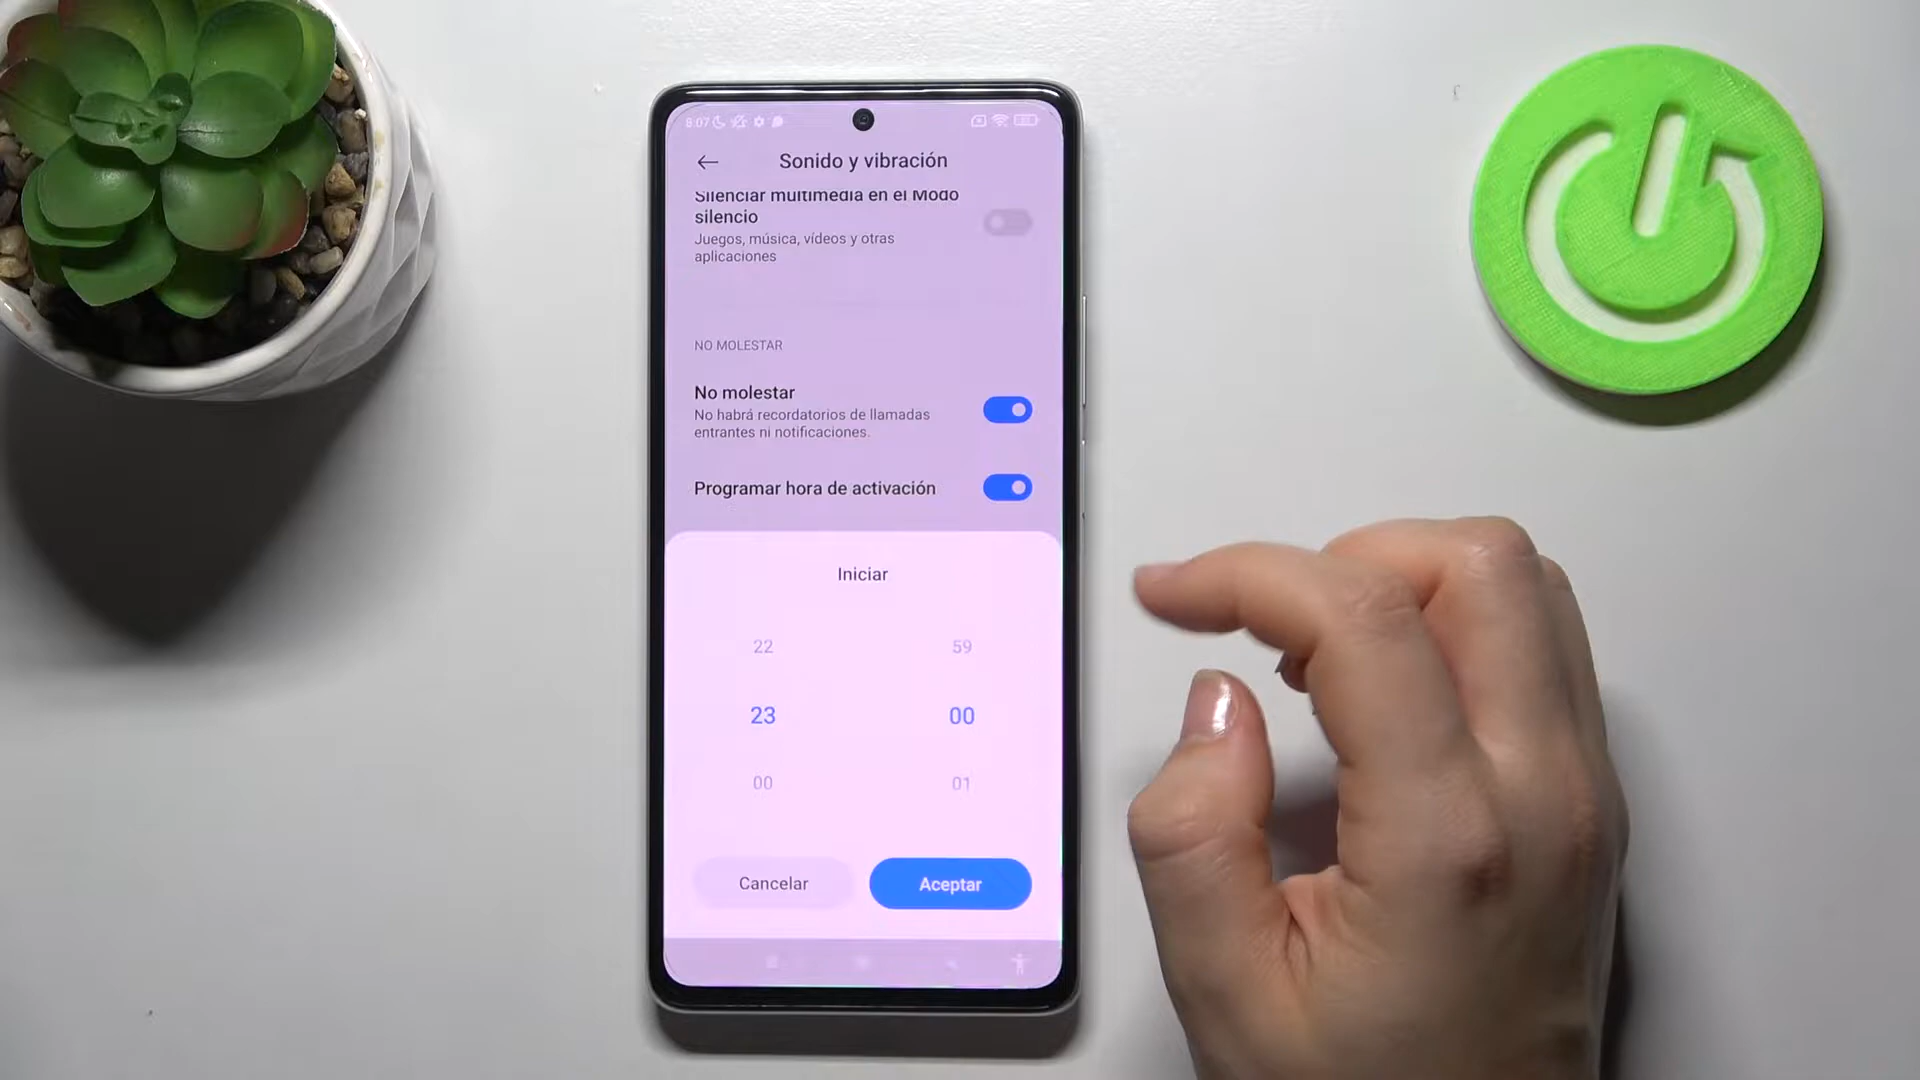 8:07
Sonido y vibración
Silenciar multimedia en el Modo
silencio
Juegos, música, vídeos y otras
aplicaciones
NO MOLESTAR
No molestar
No habrá recordatorios de llamadas
entrantes ni notificaciones.
Programar hora de activación
Iniciar
22 59
23 00
00 01
Cancelar Aceptar